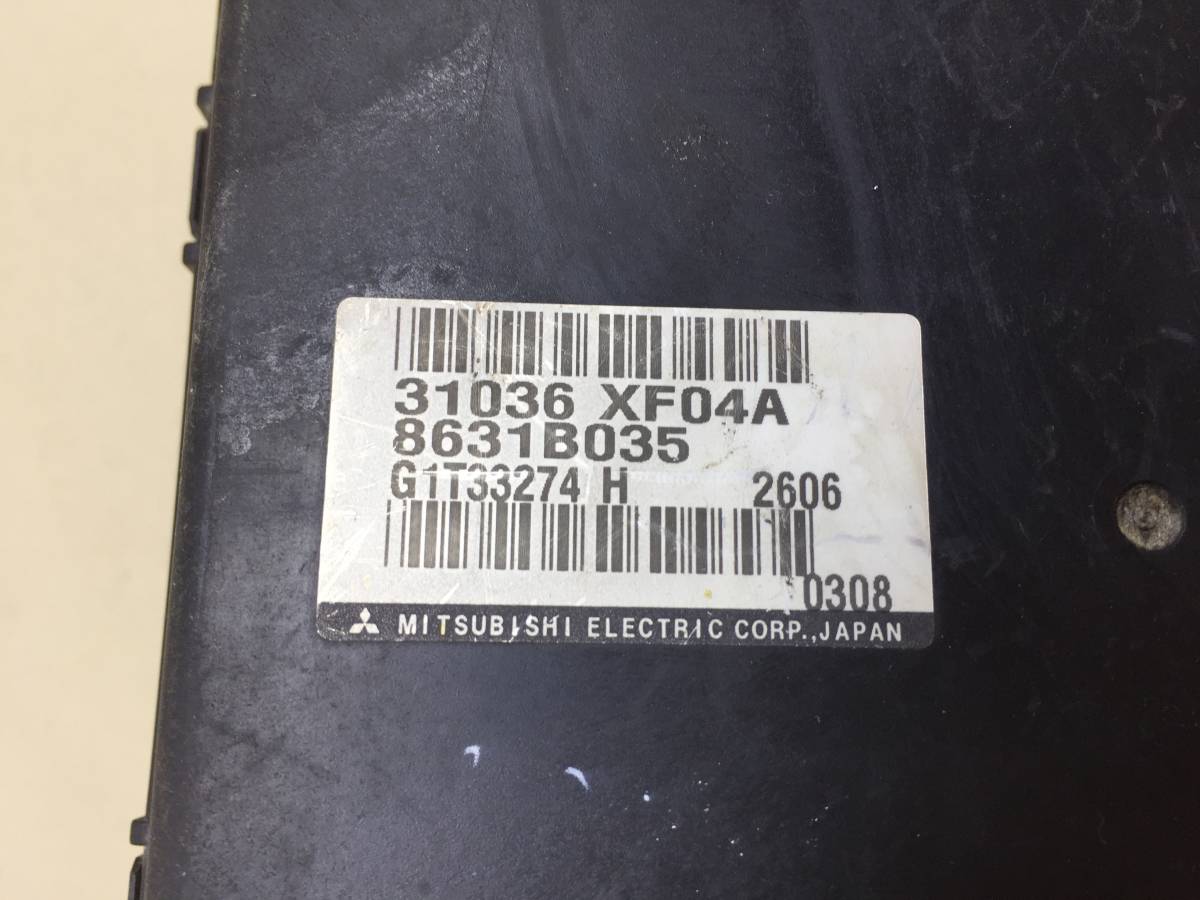 31036 XF04A
8631B035
G1T33274 H 2606
0308
MITSUBISHI ELECTRIC CORP.,JAPAN